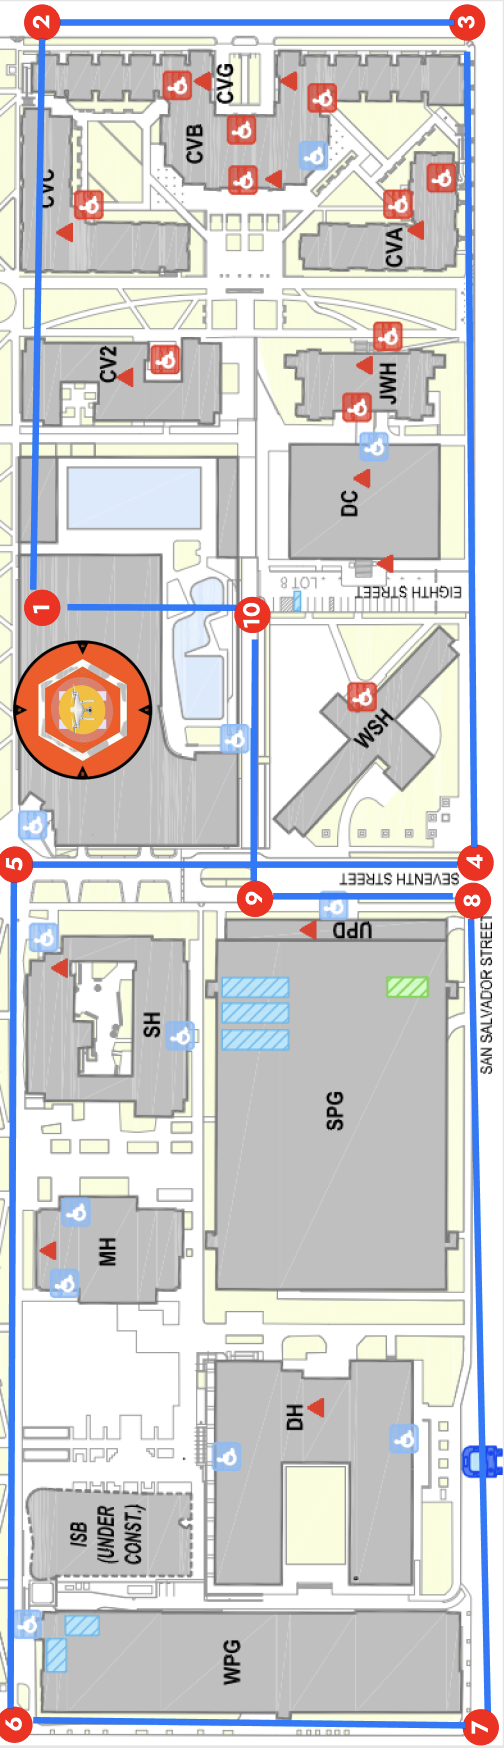 2
3
CVG
CVB
CVC
CVA
CV2
JWH
DC
LOT 8
EIGHTH STREET
1
10
WSH
5
4
SEVENTH STREET
9
8
UPD
SAN SALVADOR STREET
SH
SPG
MH
DH
ISB
(UNDER
CONST.)
WPG
6
7